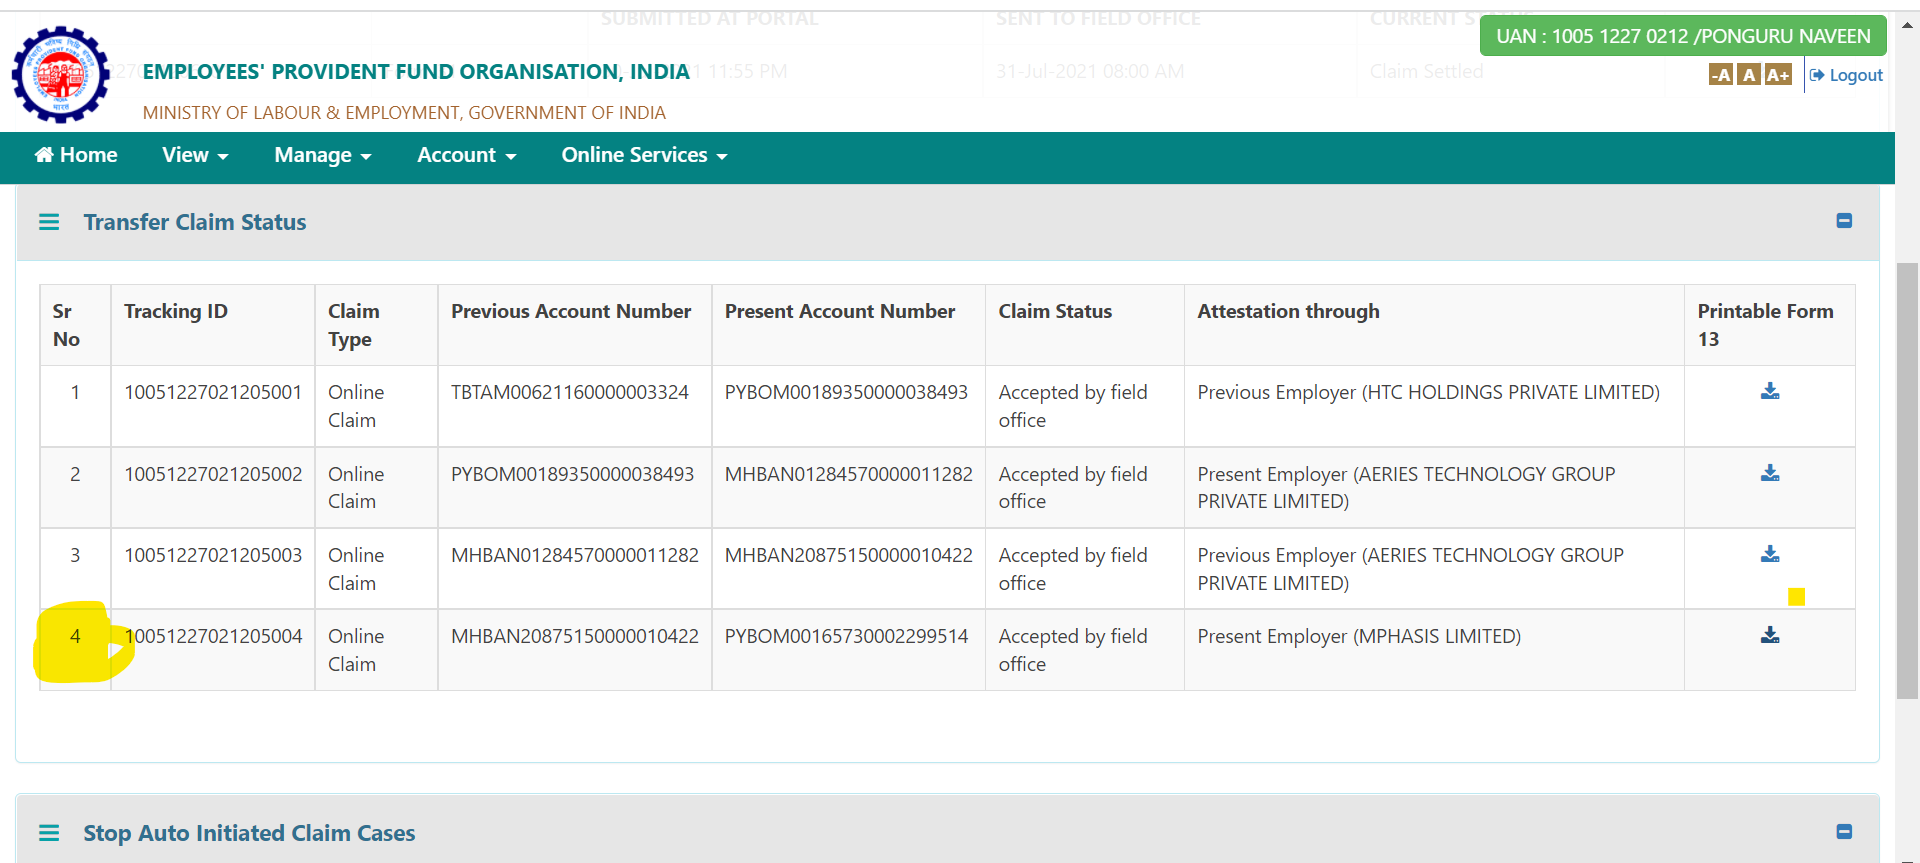 SUBMITTED AT PORTAL SENT TO FIELD OFFICE CURRENT STATUS
UAN : 1005 1227 0212 /PONGURU NAVEEN
EMPLOYEES' PROVIDENT FUND ORGANISATION, INDIA
11:55 PM 31-Jul-2021 08:00 AM Claim Settled
-A A A+ Logout
MINISTRY OF LABOUR & EMPLOYMENT, GOVERNMENT OF INDIA
Home View Manage Account Online Services
Transfer Claim Status
Sr No Tracking ID Claim Type Previous Account Number Present Account Number Claim Status Attestation through Printable Form 13
1 10051227021205001 Online Claim TBTAM00621160000003324 PYBOM00189350000038493 Accepted by field office Previous Employer (HTC HOLDINGS PRIVATE LIMITED)
2 10051227021205002 Online Claim PYBOM00189350000038493 MHBAN01284570000011282 Accepted by field office Present Employer (AERIES TECHNOLOGY GROUP PRIVATE LIMITED)
3 10051227021205003 Online Claim MHBAN01284570000011282 MHBAN20875150000010422 Accepted by field office Previous Employer (AERIES TECHNOLOGY GROUP PRIVATE LIMITED)
4 10051227021205004 Online Claim MHBAN20875150000010422 PYBOM00165730002299514 Accepted by field office Present Employer (MPHASIS LIMITED)
Stop Auto Initiated Claim Cases